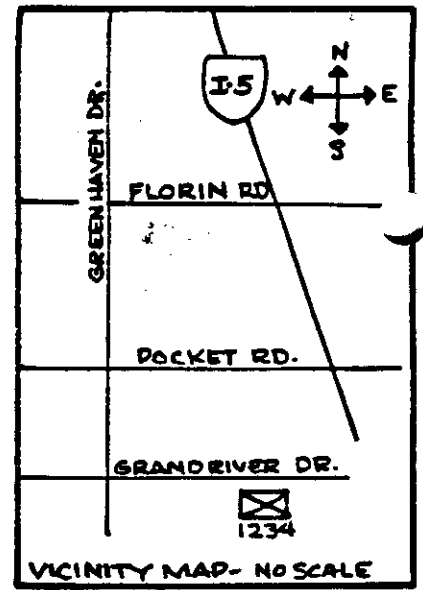 GREENHAVEN DR.
I-5
N
W E
S
FLORIN RD
POCKET RD.
GRANDRIVER DR.
1234
VICINITY MAP- NO SCALE